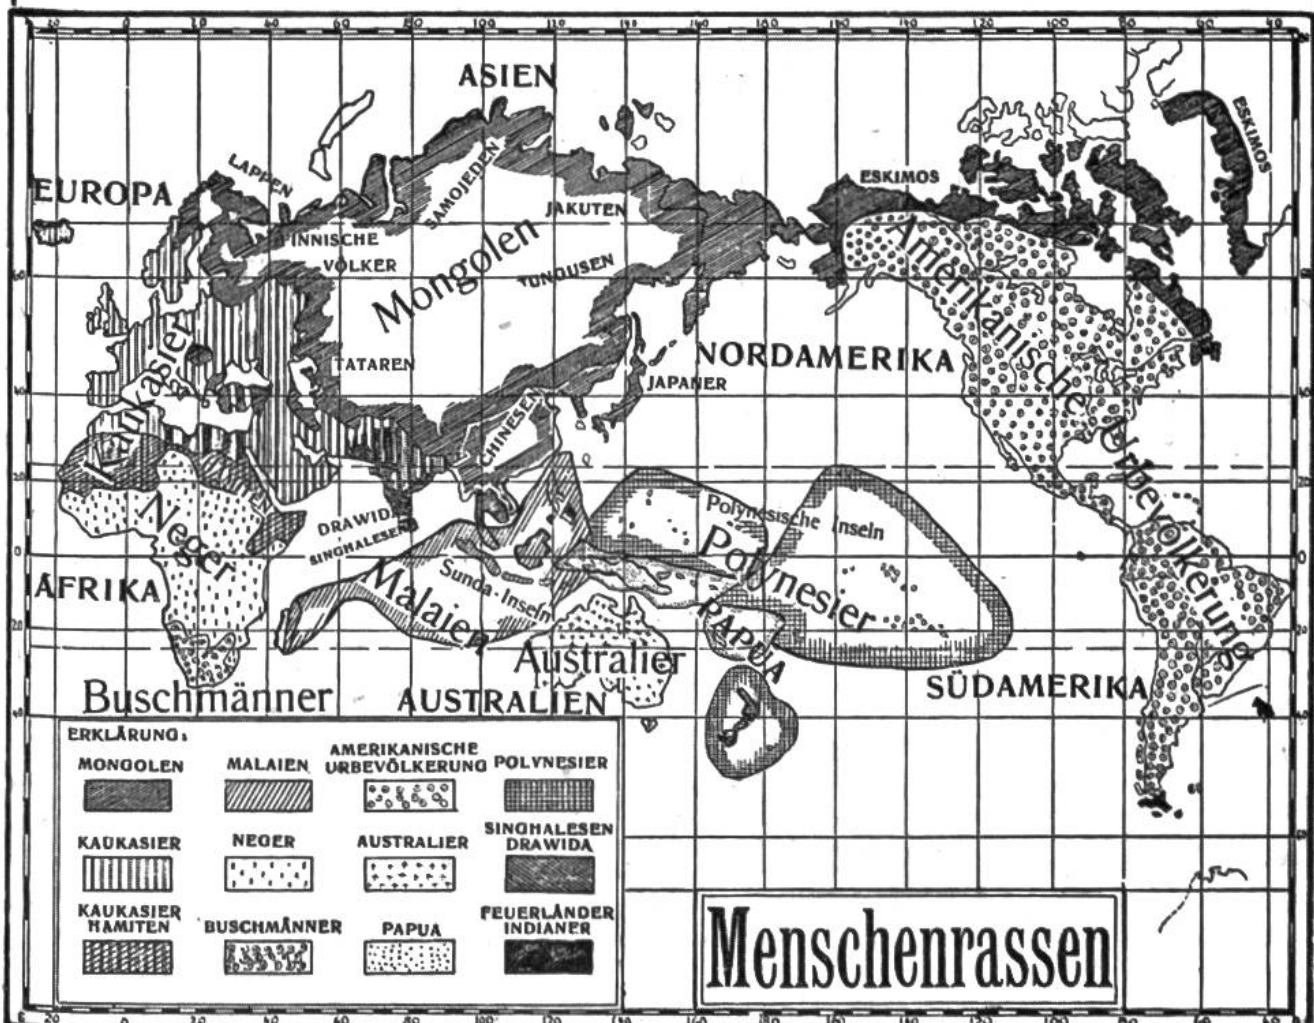 ASIEN
EUROPA
LAPPEN
FINNISCHE
VÖLKER
SAMOJEDEN
JAKUTEN
Mongolen
TUNGUSEN
TATAREN
CHINESEN
JAPANER
ESKIMOS
ESKIMOS
NORDAMERIKA
Amerikanische Urbevölkerung
Kaukasier
Neger
AFRIKA
DRAWIDA
SINGHALESEN
Malaien
Sunda-Inseln
Polynesische Inseln
Polynesier
PAPUA
Australier
AUSTRALIEN
Buschmänner
SÜDAMERIKA
ERKLÄRUNG:
MONGOLEN
MALAIEN
AMERIKANISCHE
URBEVÖLKERUNG
POLYNESIER
KAUKASIER
NEGER
AUSTRALIER
SINGHALESEN
DRAWIDA
KAUKASIER
HAMITEN
BUSCHMÄNNER
PAPUA
FEUERLÄNDER
INDIANER
Menschenrassen